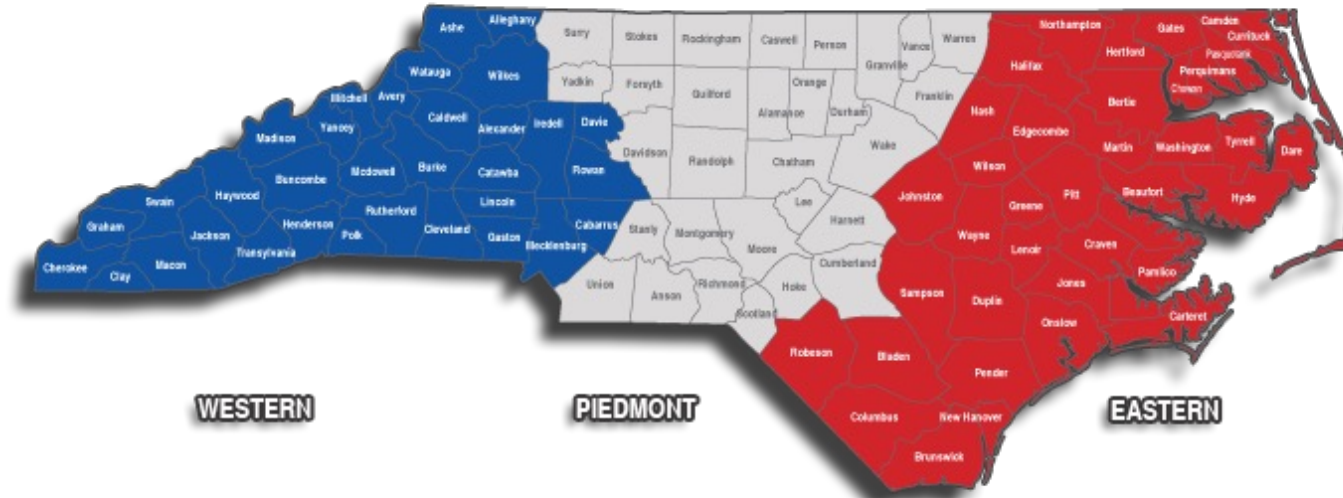 Ashe
Alleghany
Surry
Stokes
Rockingham
Caswell
Person
Vance
Warren
Granville
Northampton
Gates
Camden
Currituck
Pasquotank
Hertford
Perquimans
Chowan
Halifax
Bertie
Watauga
Wilkes
Yadkin
Forsyth
Guilford
Alamance
Orange
Durham
Franklin
Nash
Edgecombe
Mitchell
Avery
Caldwell
Alexander
Iredell
Davie
Madison
Yancey
Martin
Washington
Tyrrell
Dare
Davidson
Randolph
Chatham
Wake
Wilson
Buncombe
Mcdowell
Burke
Catawba
Rowan
Haywood
Swain
Rutherford
Lincoln
Johnston
Greene
Pitt
Beaufort
Hyde
Lee
Harnett
Graham
Jackson
Henderson
Polk
Cleveland
Gaston
Cabarrus
Mecklenburg
Stanly
Montgomery
Moore
Wayne
Lenoir
Craven
Pamlico
Cherokee
Clay
Macon
Transylvania
Cumberland
Union
Anson
Richmond
Hoke
Scotland
Sampson
Duplin
Jones
Onslow
Carteret
Robeson
Bladen
Pender
Columbus
New Hanover
Brunswick
WESTERN
PIEDMONT
EASTERN